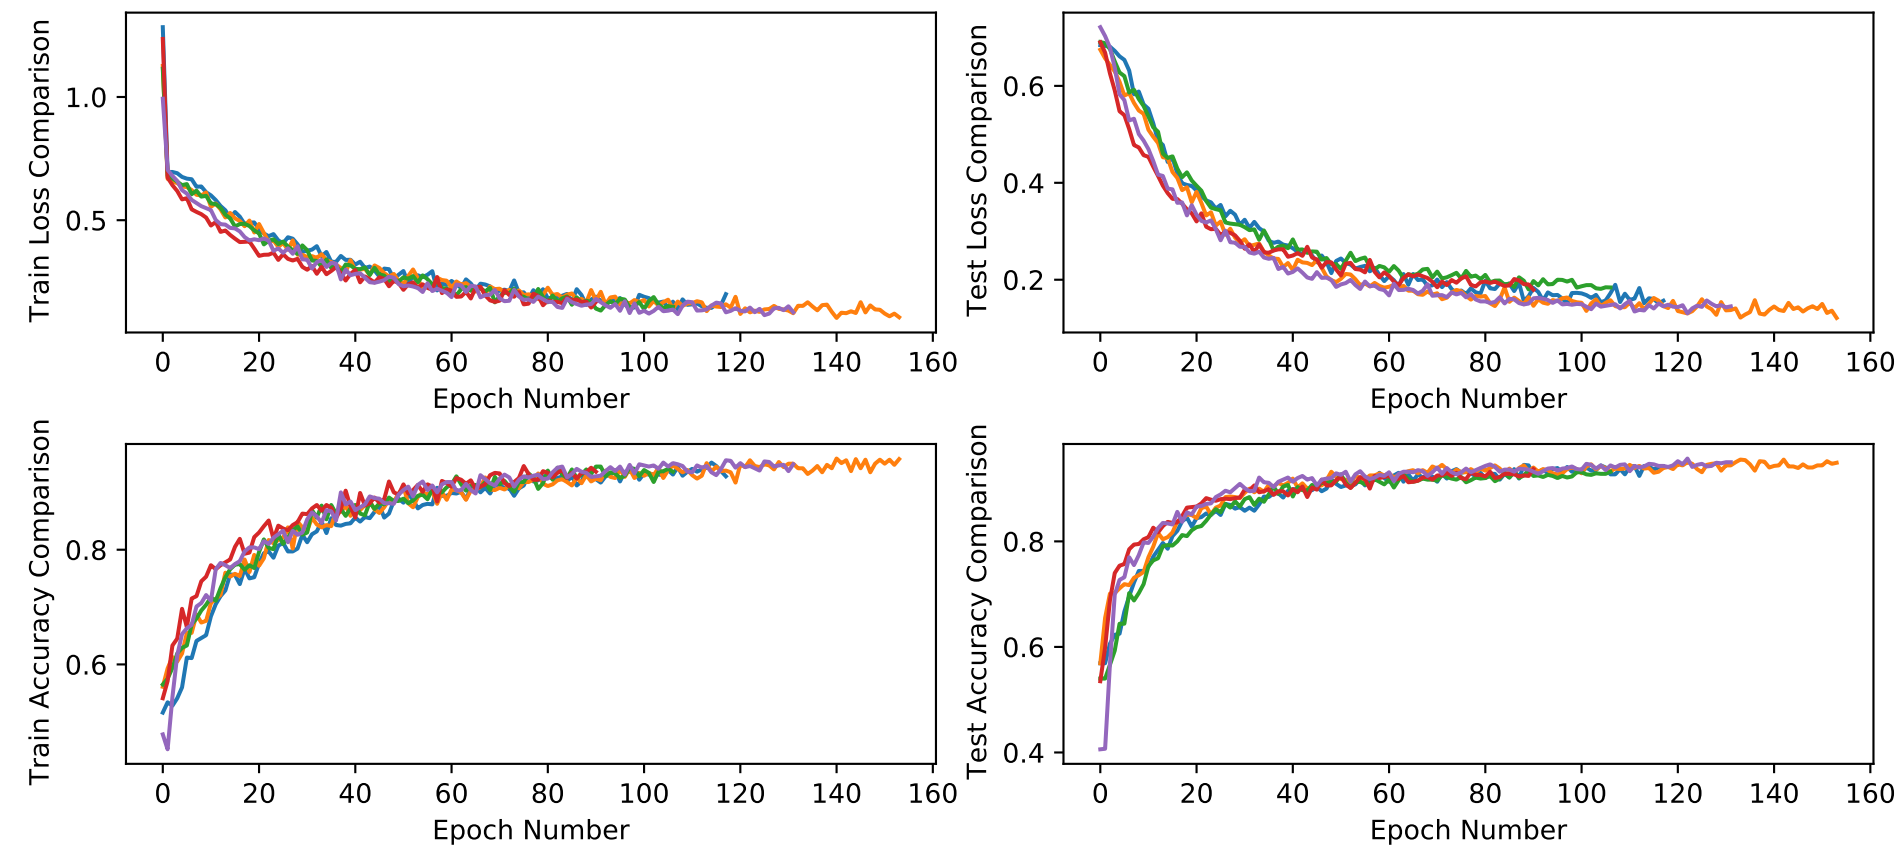 Train Loss Comparison
1.0
0.5
0 20 40 60 80 100 120 140 160
Epoch Number
Test Loss Comparison
0.6
0.4
0.2
0 20 40 60 80 100 120 140 160
Epoch Number
Train Accuracy Comparison
0.8
0.6
0 20 40 60 80 100 120 140 160
Epoch Number
Test Accuracy Comparison
0.8
0.6
0.4
0 20 40 60 80 100 120 140 160
Epoch Number